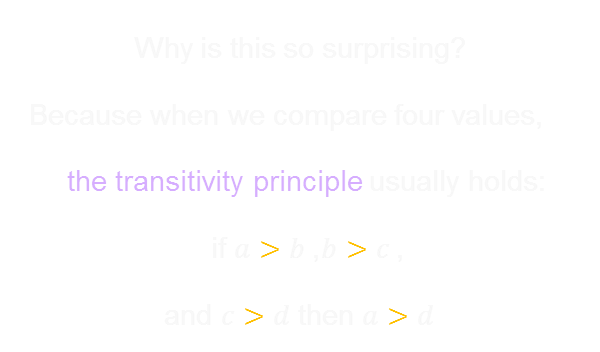 Why is this so surprising?
Because when we compare four values,
the transitivity principle usually holds:
if a > b ,b > c ,
and c > d then a > d